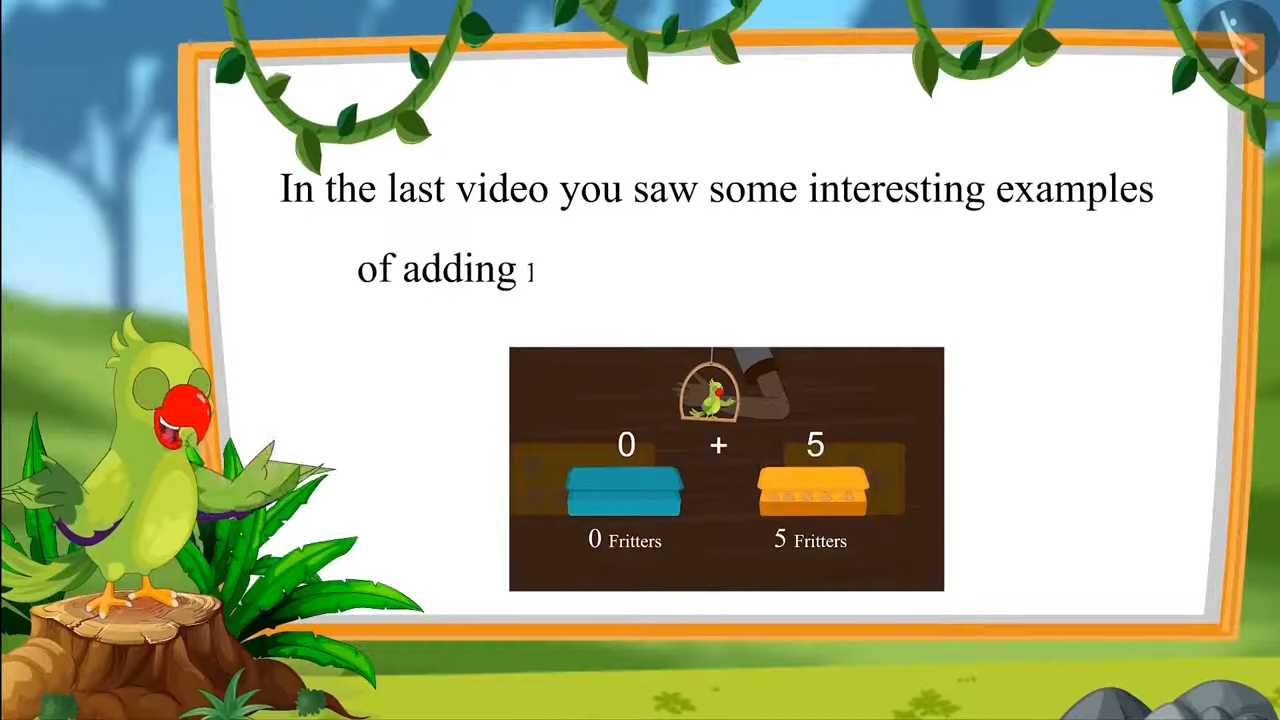 In the last video you saw some interesting examples
of adding
0 + 5
0 Fritters 5 Fritters